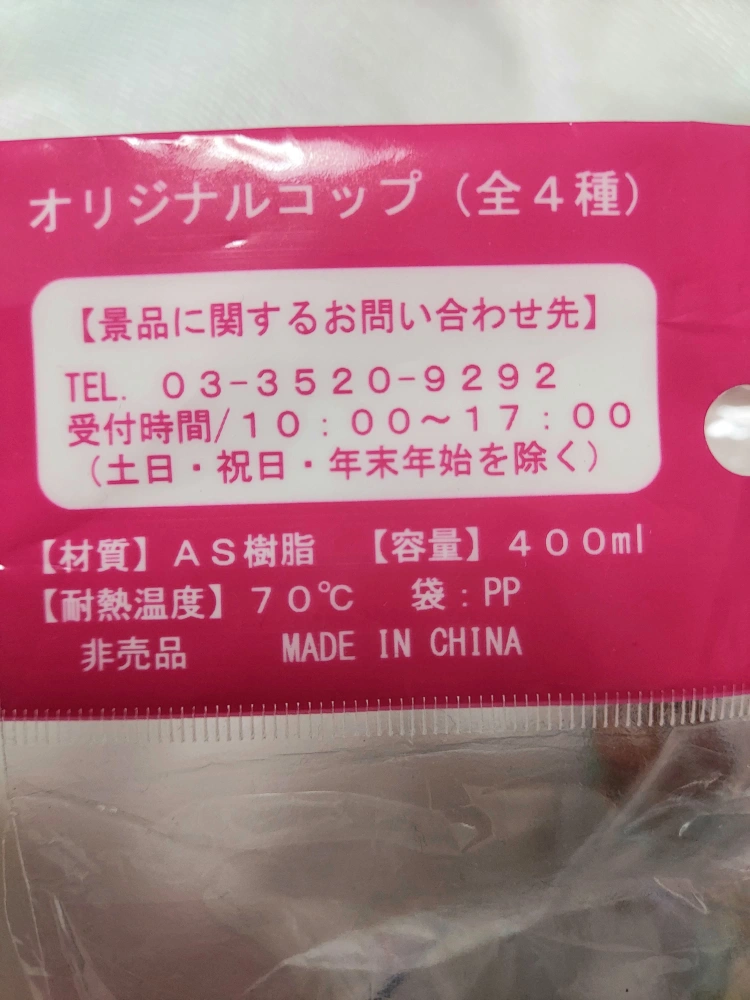 オリジナルコップ（全４種）
【景品に関するお問い合わせ先】
TEL. ０３-３５２０-９２９２
受付時間/１０：００～１７：００
（土日・祝日・年末年始を除く）
【材質】ＡＳ樹脂　【容量】４００ml
【耐熱温度】７０℃　袋：PP
非売品　MADE IN CHINA